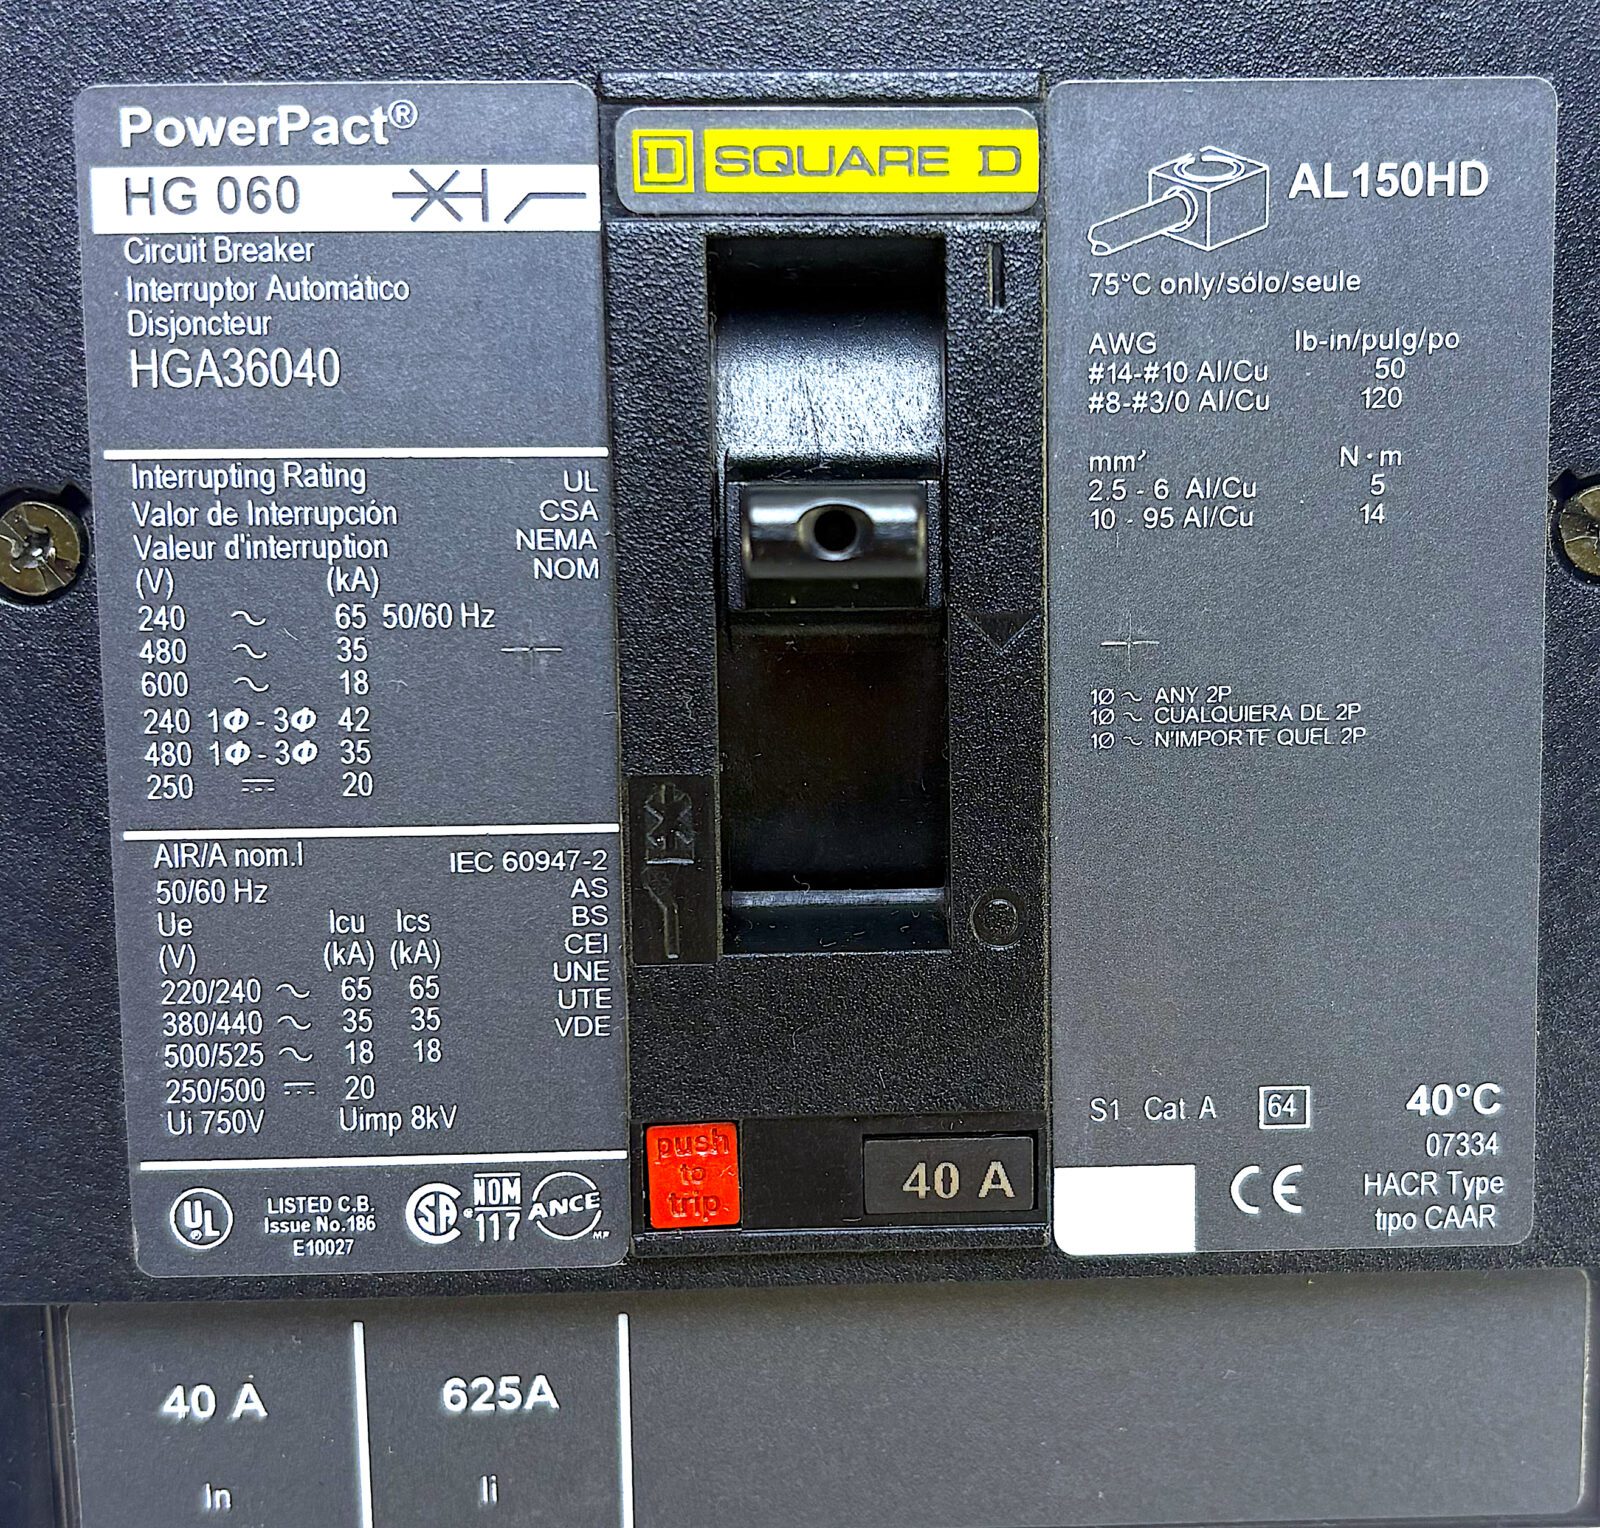 PowerPact®
HG 060
Circuit Breaker
Interruptor Automático
Disjoncteur
HGA36040
Interrupting Rating UL
Valor de Interrupción CSA
Valeur d'interruption NEMA
(V) (kA) NOM
240 ~ 65 50/60 Hz
480 ~ 35
600 ~ 18
240 1Φ - 3Φ 42
480 1Φ - 3Φ 35
250 ⎓ 20
AIR/A nom.I IEC 60947-2
50/60 Hz AS
Ue Icu Ics BS
(V) (kA) (kA) CEI
220/240 ~ 65 65 UNE
380/440 ~ 35 35 UTE
500/525 ~ 18 18 VDE
250/500 ⎓ 20
Ui 750V Uimp 8kV
UL
LISTED C.B.
Issue No.186
E10027
SA
NOM
117
ANCE
D SQUARE D
I
O
push
to
trip
40 A
AL150HD
75°C only/sólo/seule
AWG lb-in/pulg/po
#14-#10 Al/Cu 50
#8-#3/0 Al/Cu 120
mm² N·m
2.5 - 6 Al/Cu 5
10 - 95 Al/Cu 14
1Ø ~ ANY 2P
1Ø ~ CUALQUIERA DE 2P
1Ø ~ N'IMPORTE QUEL 2P
S1 Cat A 64 40°C
07334
CE HACR Type
tipo CAAR
40 A 625A
In Ii